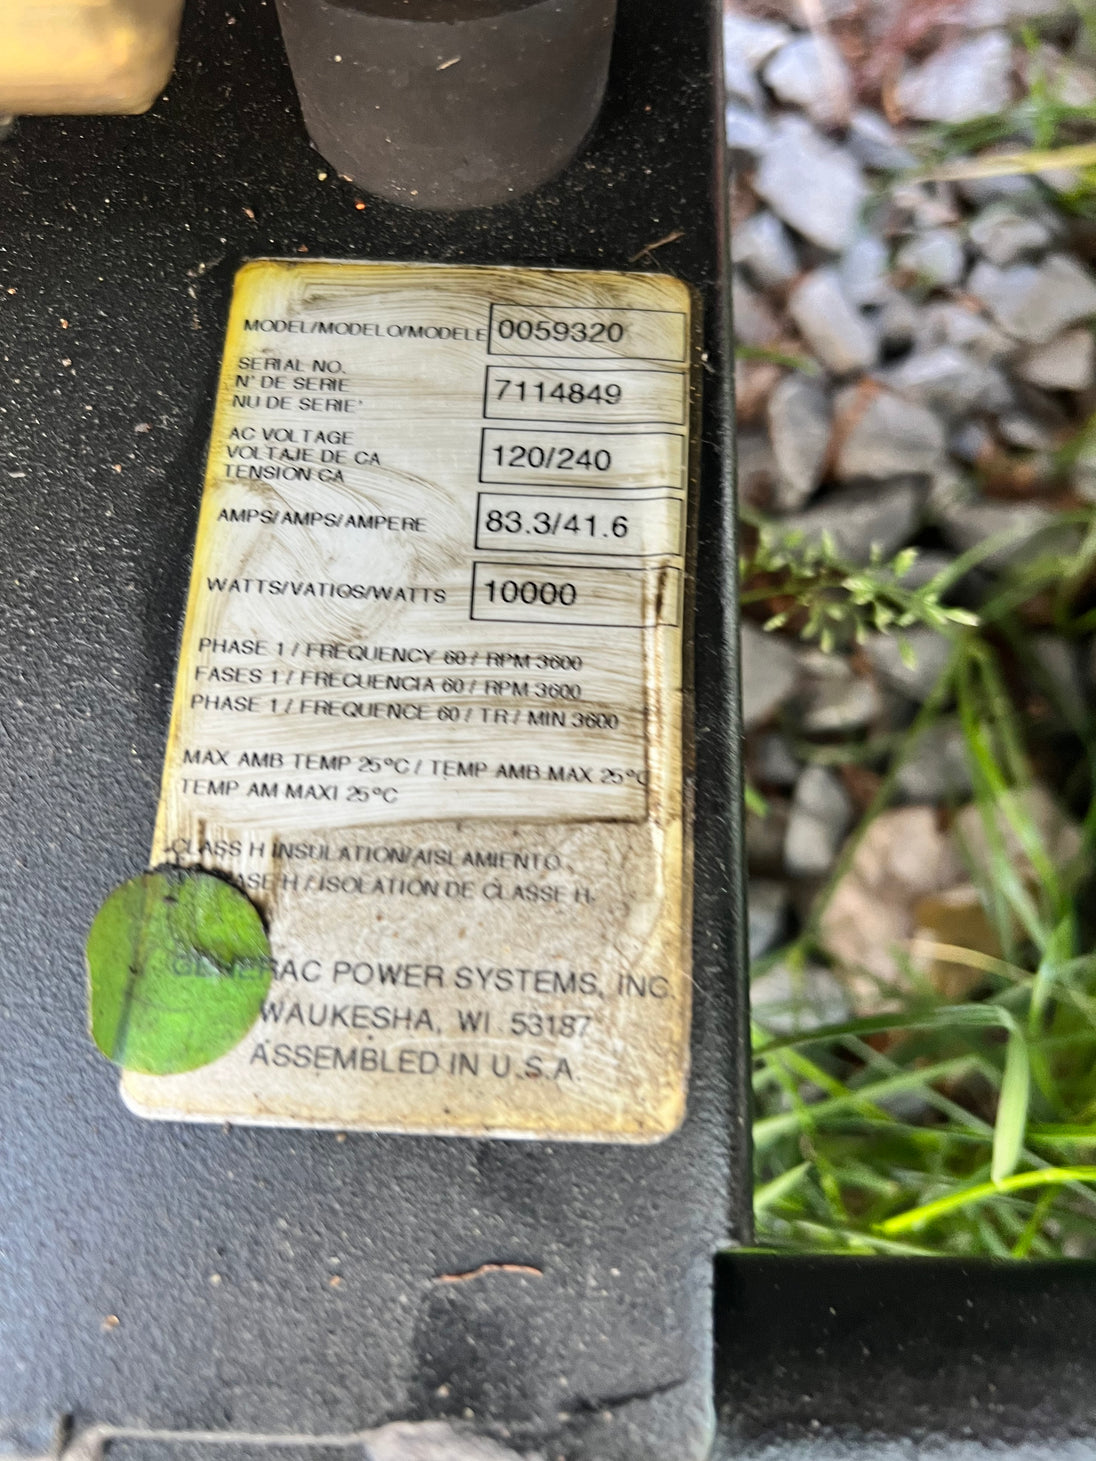 MODEL/MODELO/MODELE 0059320
SERIAL NO.
N° DE SERIE 7114849
NU DE SERIE'
AC VOLTAGE
VOLTAJE DE CA 120/240
TENSION CA
AMPS/AMPS/AMPERE 83.3/41.6
WATTS/VATIOS/WATTS 10000
PHASE 1 / FREQUENCY 60 / RPM 3600
FASES 1 / FRECUENCIA 60 / RPM 3600
PHASE 1 / FREQUENCE 60 / TR / MIN 3600
MAX AMB TEMP 25°C / TEMP AMB MAX 25°C
TEMP AM MAXI 25°C
CLASS H INSULATION/AISLAMIENTO
ASE H / ISOLATION DE CLASSE H.
GENERAC POWER SYSTEMS, INC.
WAUKESHA, WI 53187
ASSEMBLED IN U.S.A.